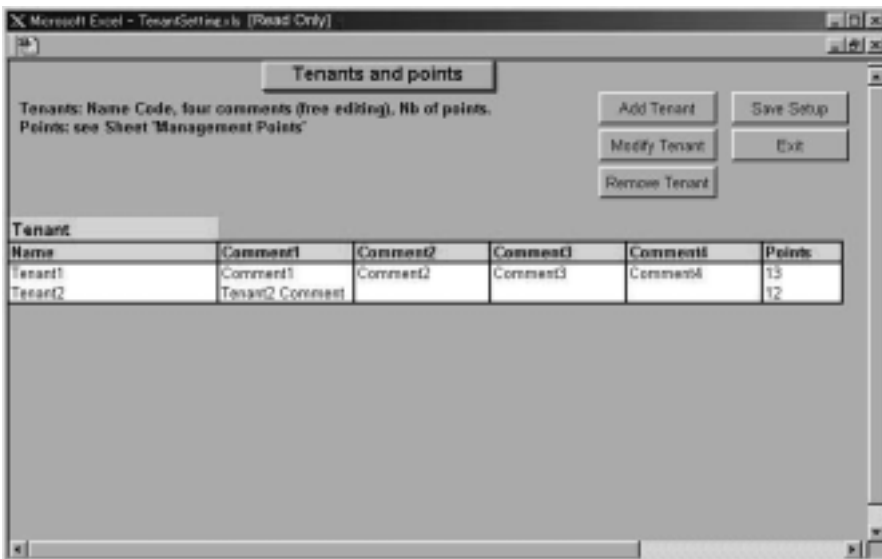 Microsoft Excel - TenantSetting.xls [Read Only]
Tenants and points
Tenants: Name Code, four comments (free editing), Nb of points.
Points: see Sheet "Management Points"
Add Tenant Save Setup
Modify Tenant Exit
Remove Tenant
Tenant
Name Comment1 Comment2 Comment3 Comment4 Points
Tenant1 Comment1 Comment2 Comment3 Comment4 13
Tenant2 Tenant2 Comment 12